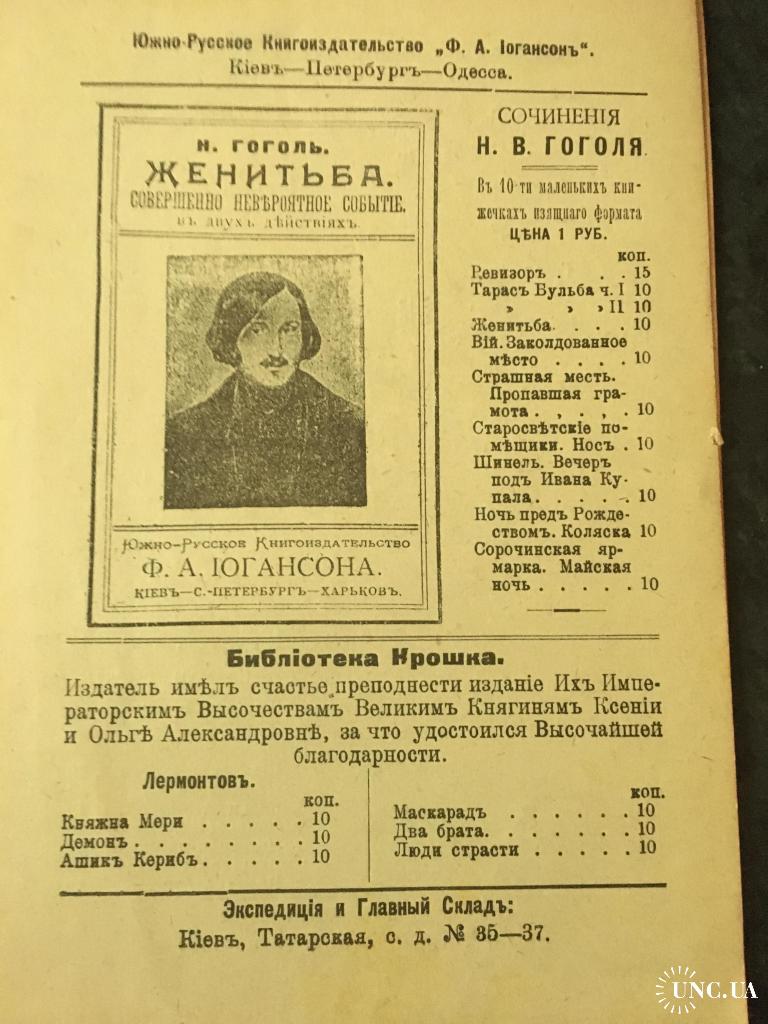 Южно-Русское Книгоиздательство „Ф. А. Іогансонъ“.
Кіевъ—Петербургъ—Одесса.
Н. ГОГОЛЬ.
ЖЕНИТЬБА.
СОВЕРШЕННО НЕВѢРОЯТНОЕ СОБЫТІЕ.
въ двухъ дѣйствіяхъ.
Южно-Русское Книгоиздательство
Ф. А. ІОГАНСОНА.
КІЕВЪ—С.-ПЕТЕРБУРГЪ—ХАРЬКОВЪ.
СОЧИНЕНІЯ
Н. В. ГОГОЛЯ
Въ 10-ти маленькихъ кни-
жечкахъ изящнаго формата
ЦѢНА 1 РУБ.
коп.
Ревизоръ . . . 15
Тарасъ Бульба ч. I 10
» » » II 10
Женитьба. . . . 10
Вій. Заколдованное
мѣсто . . . . 10
Страшная месть.
Пропавшая гра-
мота . , . , . 10
Старосвѣтскіе по-
мѣщики. Носъ . 10
Шинель. Вечеръ
подъ Ивана Ку-
пала. . . . . . 10
Ночь предъ Рожде-
ствомъ. Коляска 10
Сорочинская яр-
марка. Майская
ночь . . . . . 10
Библіотека Крошка.
Издатель имѣлъ счастье преподнести изданіе Ихъ Импе-
раторскимъ Высочествамъ Великимъ Княгинямъ Ксеніи
и Ольгѣ Александровнѣ, за что удостоился Высочайшей
благодарности.
Лермонтовъ.
коп.
Княжна Мери . . . . . 10
Демонъ . . . . . . . . 10
Ашикъ Керибъ . . . . . 10
коп.
Маскарадъ . . . . . . 10
Два брата. . . . . . . 10
Люди страсти . . . . . 10
Экспедиція и Главный Складъ:
Кіевъ, Татарская, с. д. № 35—37.
UNC.UA